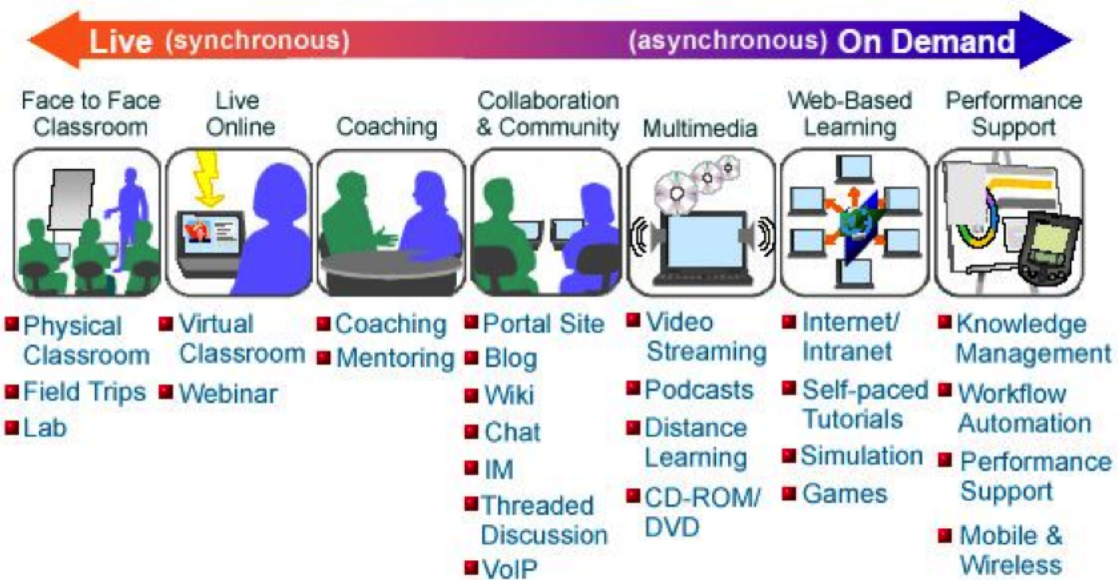 Live (synchronous) (asynchronous) On Demand
Face to Face
Classroom
Live
Online
Coaching
Collaboration
& Community
Multimedia
Web-Based
Learning
Performance
Support
Physical
Classroom
Field Trips
Lab
Virtual
Classroom
Webinar
Coaching
Mentoring
Portal Site
Blog
Wiki
Chat
IM
Threaded
Discussion
VoIP
Video
Streaming
Podcasts
Distance
Learning
CD-ROM/
DVD
Internet/
Intranet
Self-paced
Tutorials
Simulation
Games
Knowledge
Management
Workflow
Automation
Performance
Support
Mobile &
Wireless